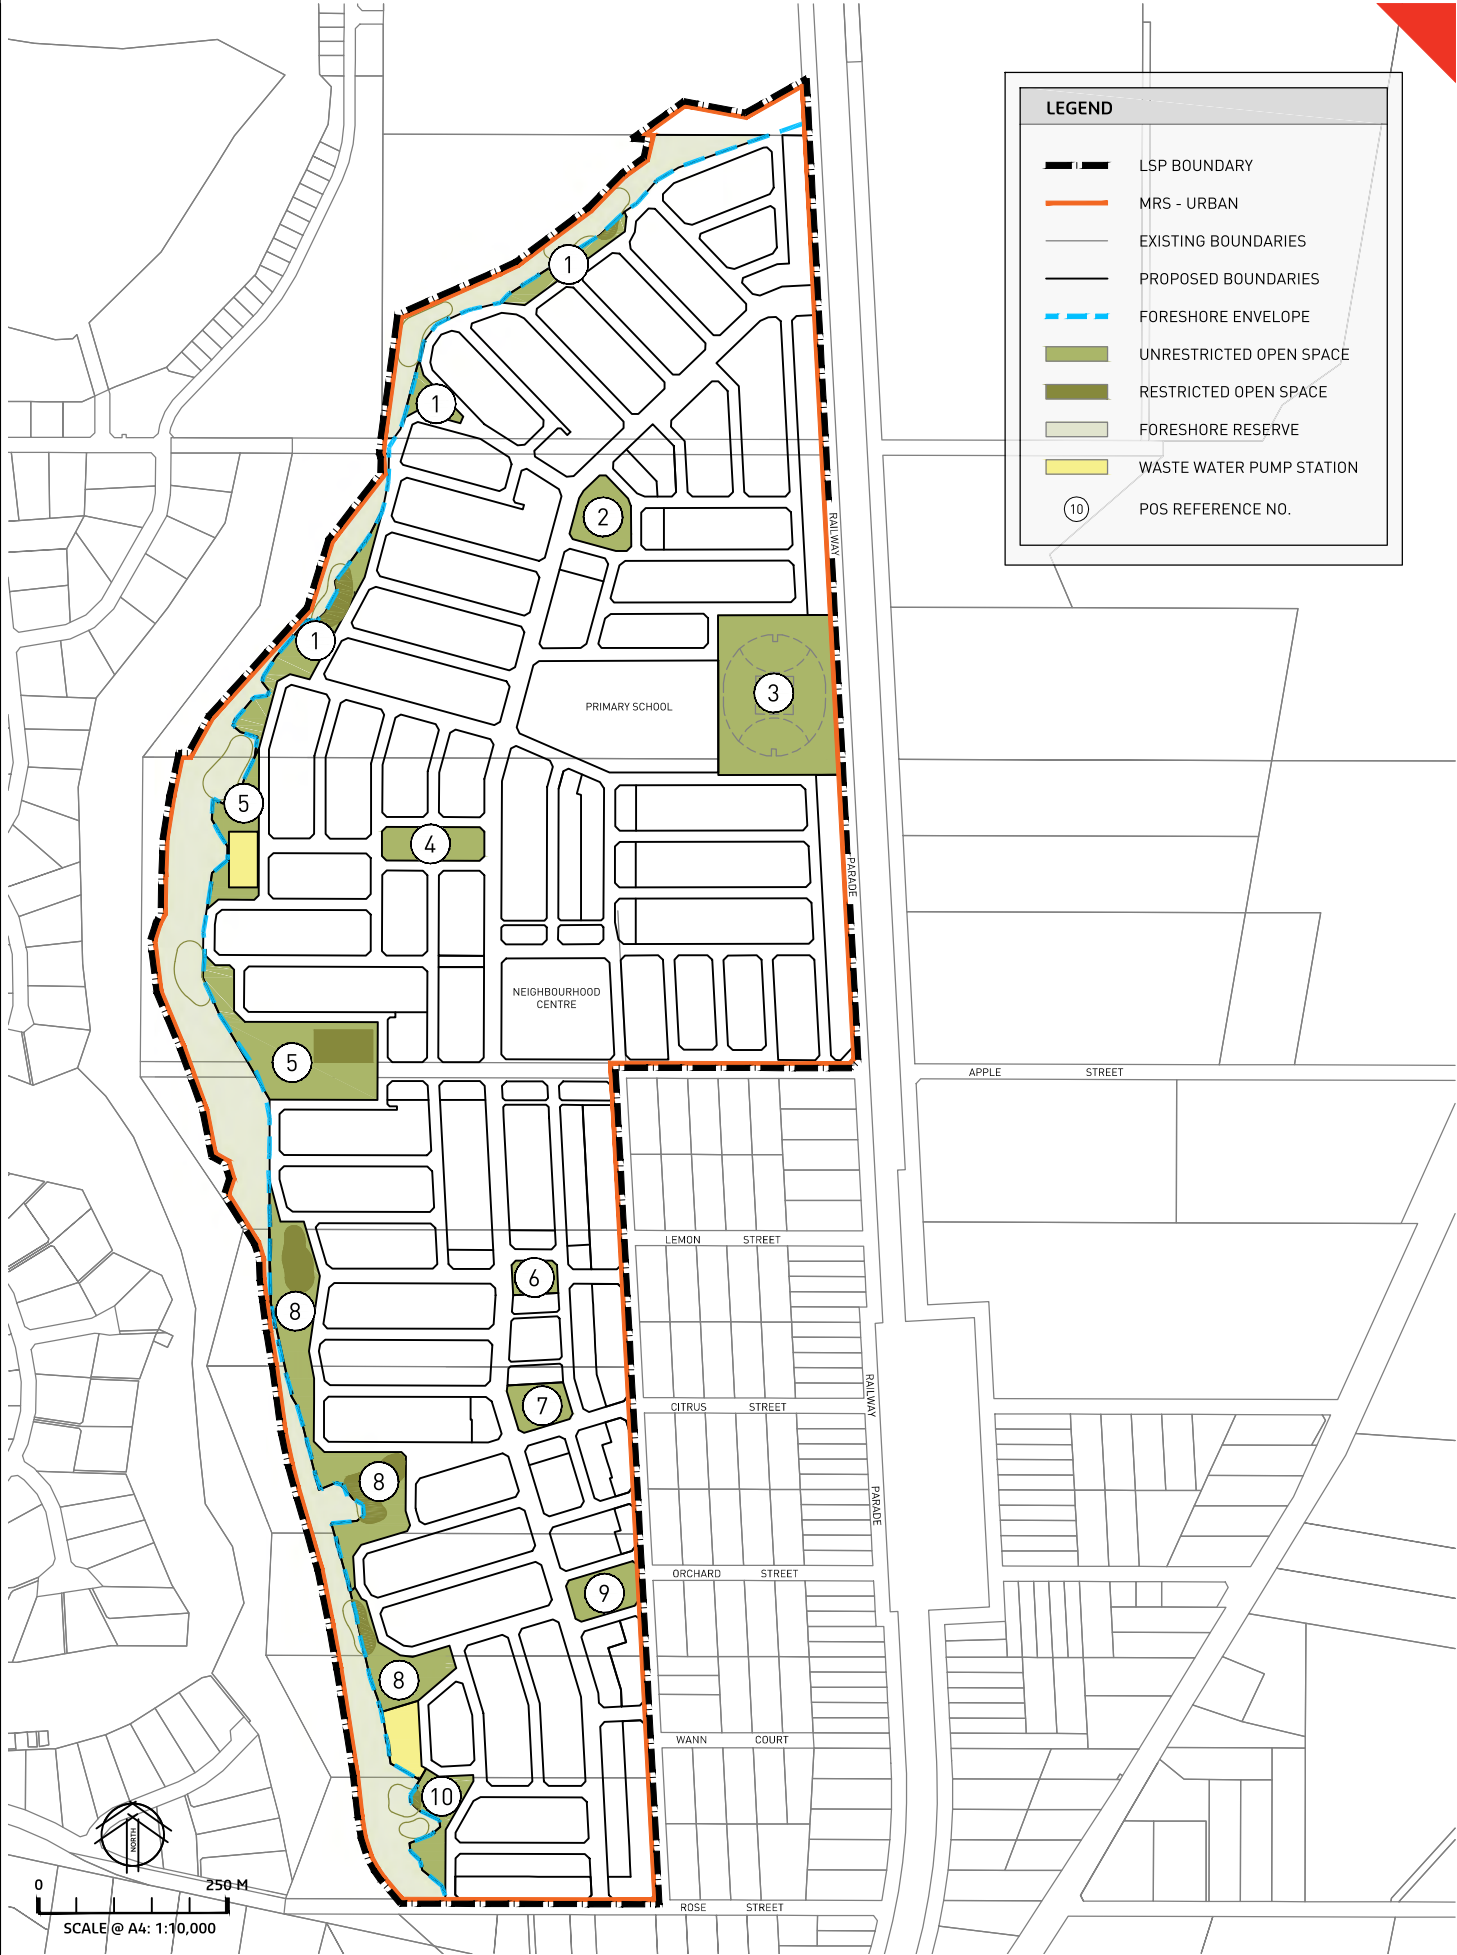 LEGEND
LSP BOUNDARY
MRS - URBAN
EXISTING BOUNDARIES
PROPOSED BOUNDARIES
FORESHORE ENVELOPE
UNRESTRICTED OPEN SPACE
RESTRICTED OPEN SPACE
FORESHORE RESERVE
WASTE WATER PUMP STATION
10 POS REFERENCE NO.
1
1
2
RAILWAY
1
3
PRIMARY SCHOOL
5
4
PARADE
NEIGHBOURHOOD
CENTRE
5
APPLE STREET
LEMON STREET
6
8
RAILWAY
7
CITRUS STREET
8
PARADE
ORCHARD STREET
9
8
WANN COURT
10
NORTH
0 250 M
SCALE @ A4: 1:10,000
ROSE STREET